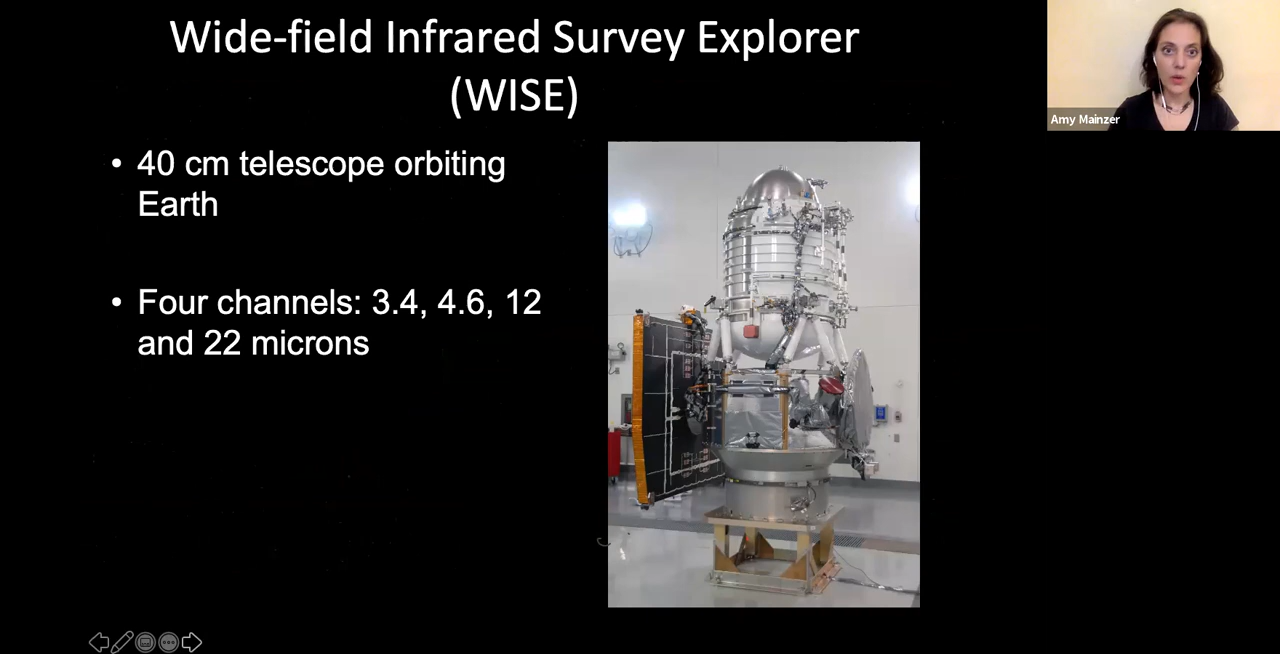 Wide-field Infrared Survey Explorer
(WISE)
Amy Mainzer
• 40 cm telescope orbiting
Earth
• Four channels: 3.4, 4.6, 12
and 22 microns